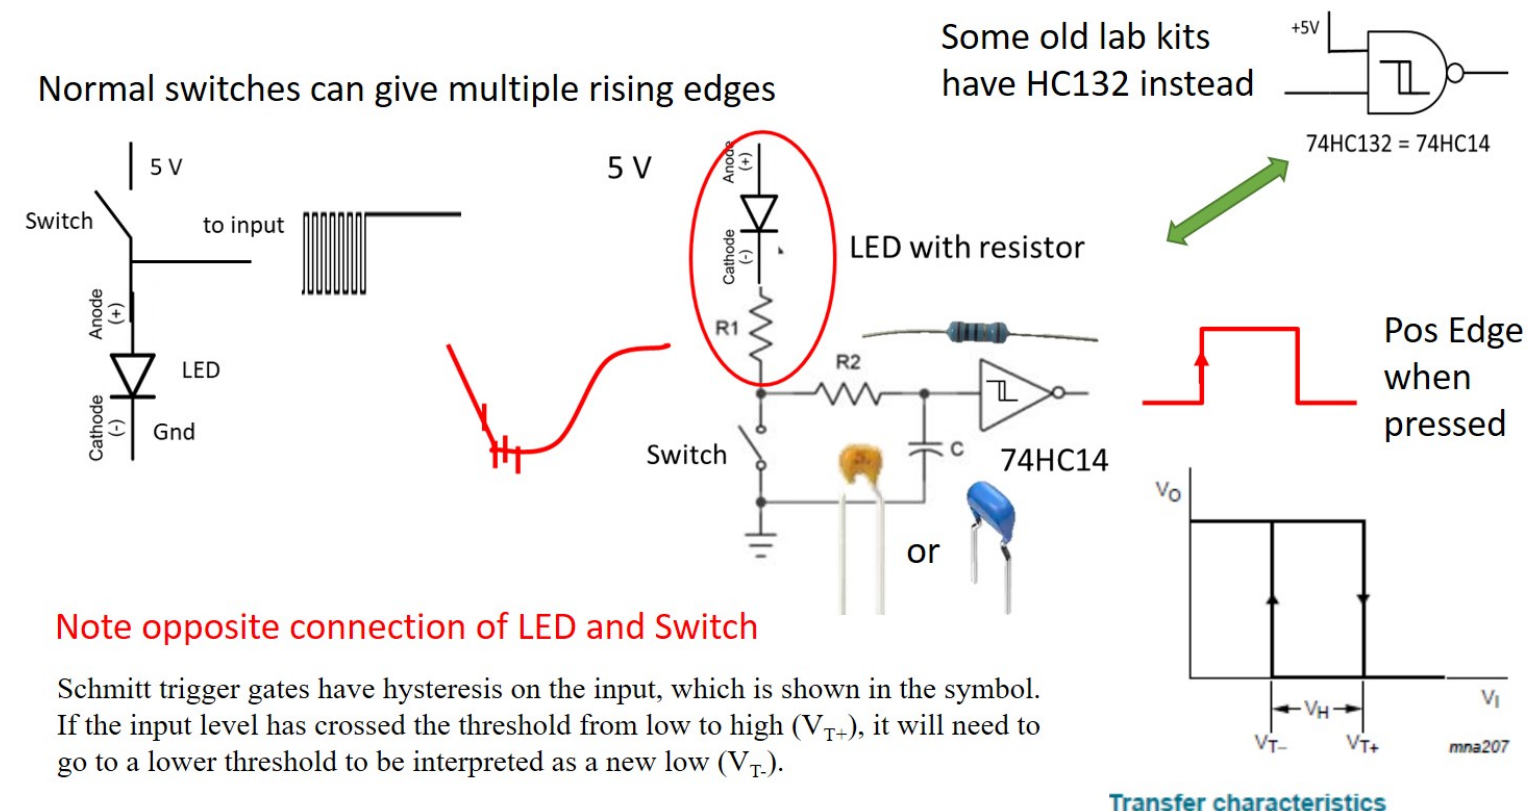 Some old lab kits
have HC132 instead
+5V
74HC132 = 74HC14
Normal switches can give multiple rising edges
5 V
Switch
to input
Anode
(+)
LED
Cathode
(-)
Gnd
5 V
Anode
(+)
Cathode
(-)
LED with resistor
R1
R2
Switch
C
74HC14
or
Pos Edge
when
pressed
VO
VI
VH
VT–
VT+
mna207
Transfer characteristics
Note opposite connection of LED and Switch
Schmitt trigger gates have hysteresis on the input, which is shown in the symbol.
If the input level has crossed the threshold from low to high (VT+), it will need to
go to a lower threshold to be interpreted as a new low (VT-).